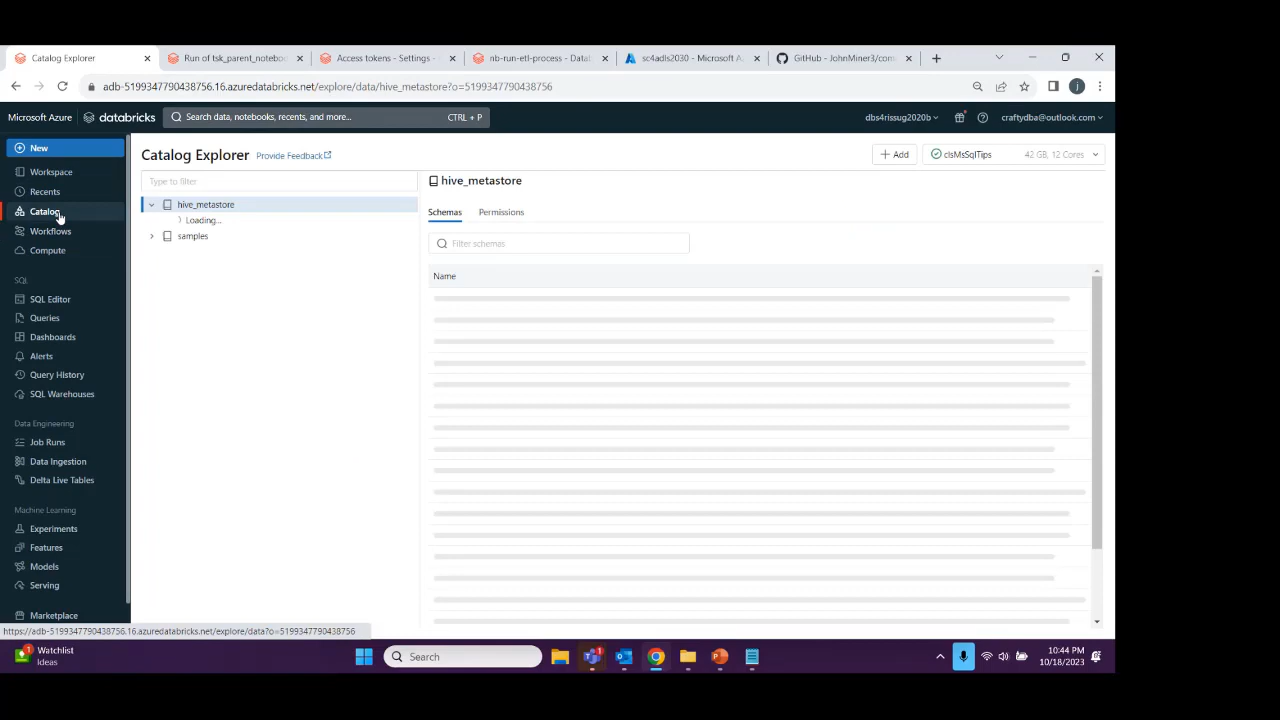 Catalog Explorer
Run of tsk_parent_notebo
Access tokens - Settings -
nb-run-etl-process - Datab
sc4adls2030 - Microsoft A
GitHub - JohnMiner3/com
adb-5199347790438756.16.azuredatabricks.net/explore/data/hive_metastore?o=5199347790438756
Microsoft Azure
databricks
Search data, notebooks, recents, and more...
CTRL + P
dbs4rissug2020b
craftydba@outlook.com
New
Workspace
Recents
Catalog
Workflows
Compute
SQL
SQL Editor
Queries
Dashboards
Alerts
Query History
SQL Warehouses
Data Engineering
Job Runs
Data Ingestion
Delta Live Tables
Machine Learning
Experiments
Features
Models
Serving
Marketplace
Catalog Explorer
Provide Feedback
Add
clsMsSqlTips
42 GB, 12 Cores
Type to filter
hive_metastore
Loading...
samples
hive_metastore
Schemas
Permissions
Filter schemas
Name
https://adb-5199347790438756.16.azuredatabricks.net/explore/data?o=5199347790438756
1
Watchlist
Ideas
Search
1
10:44 PM
10/18/2023